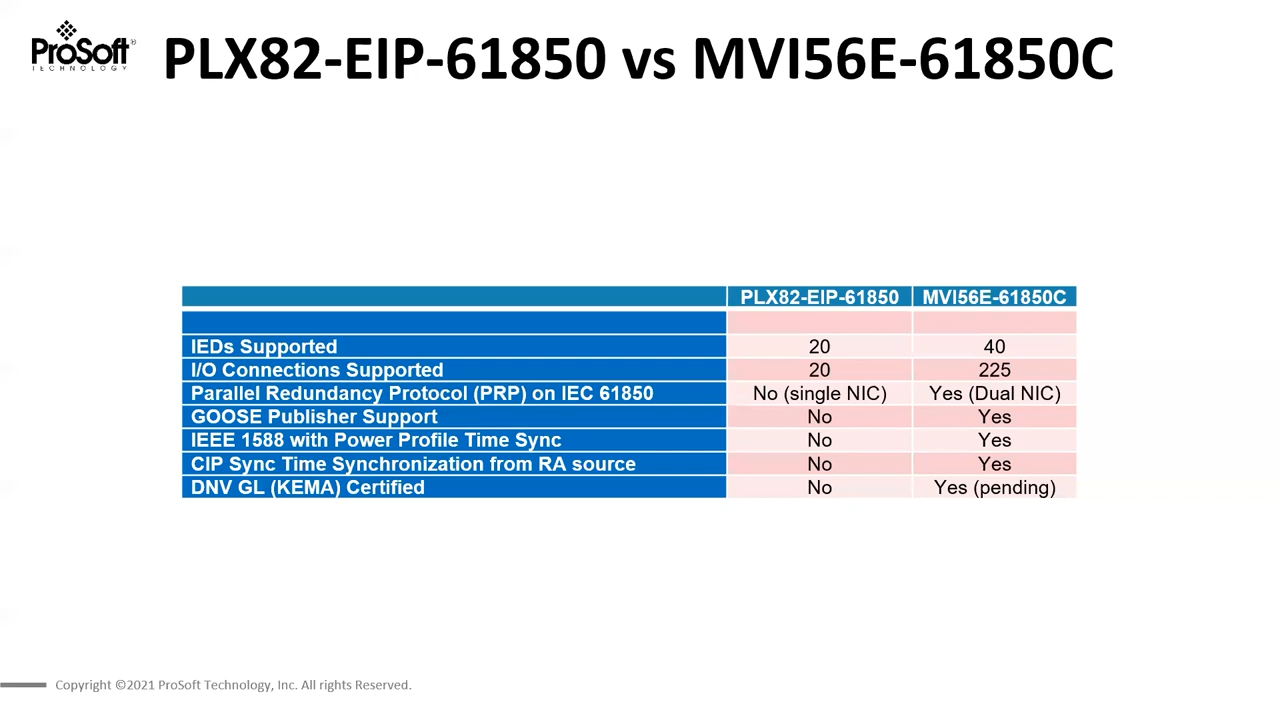 ProSoft®
TECHNOLOGY
PLX82-EIP-61850 vs MVI56E-61850C
PLX82-EIP-61850 MVI56E-61850C
IEDs Supported 20 40
I/O Connections Supported 20 225
Parallel Redundancy Protocol (PRP) on IEC 61850 No (single NIC) Yes (Dual NIC)
GOOSE Publisher Support No Yes
IEEE 1588 with Power Profile Time Sync No Yes
CIP Sync Time Synchronization from RA source No Yes
DNV GL (KEMA) Certified No Yes (pending)
Copyright ©2021 ProSoft Technology, Inc. All rights Reserved.